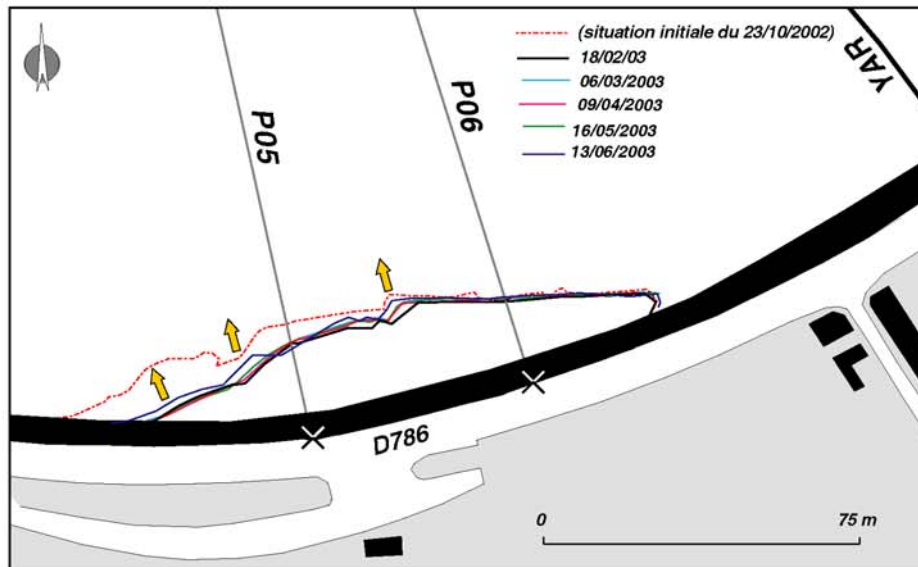 (situation initiale du 23/10/2002)
18/02/03
06/03/2003
09/04/2003
16/05/2003
13/06/2003
YAR
P05
P06
D786
0 75 m